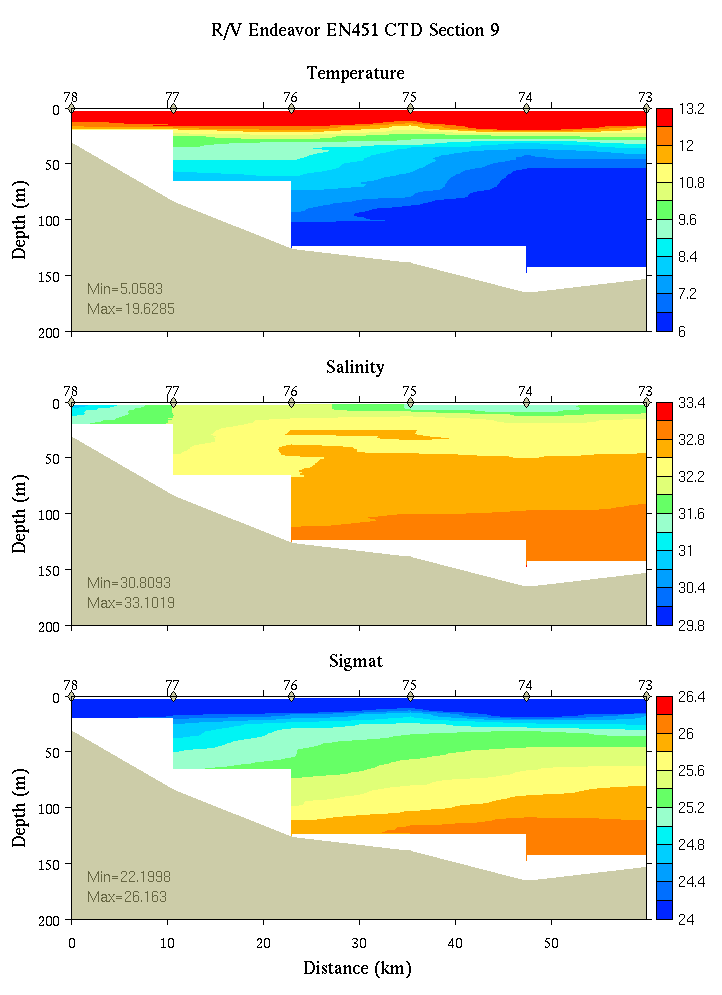 R/V Endeavor EN451 CTD Section 9
Temperature
78 77 76 75 74 73
0
50
100
150
200
Depth (m)
Min=5.0583
Max=19.6285
13.2
12
10.8
9.6
8.4
7.2
6
Salinity
78 77 76 75 74 73
0
50
100
150
200
Depth (m)
Min=30.8093
Max=33.1019
33.4
32.8
32.2
31.6
31
30.4
29.8
Sigmat
78 77 76 75 74 73
0
50
100
150
200
Depth (m)
Min=22.1998
Max=26.163
26.4
26
25.6
25.2
24.8
24.4
24
0 10 20 30 40 50
Distance (km)